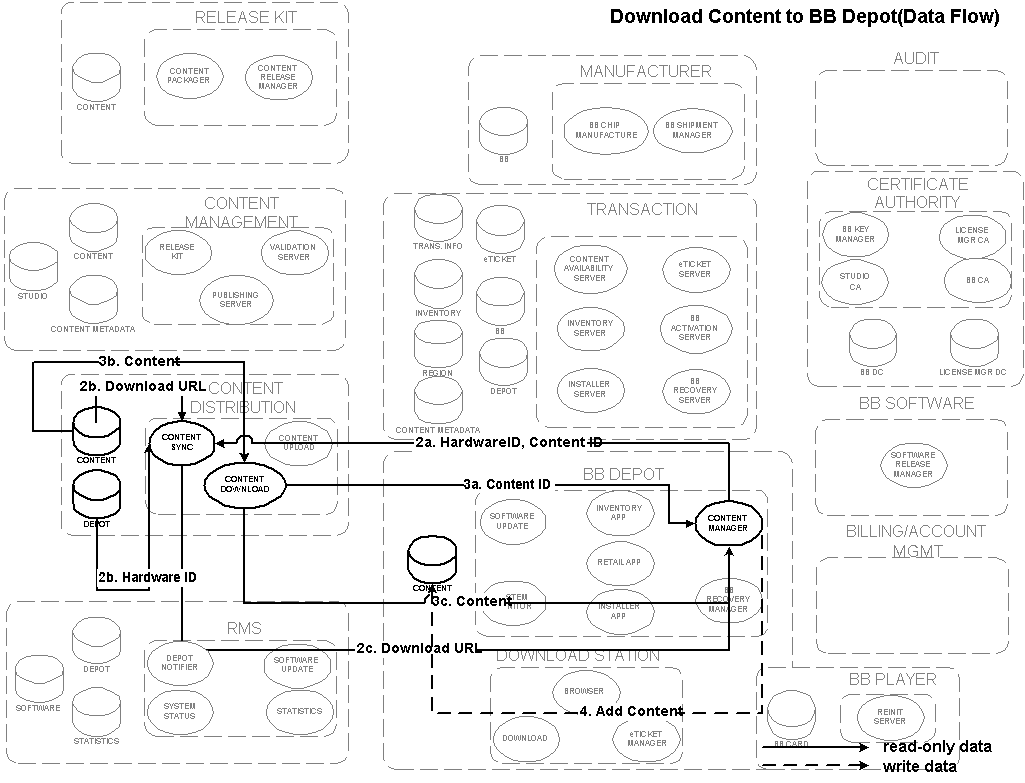 Download Content to BB Depot(Data Flow)
RELEASE KIT
CONTENT
PACKAGER
CONTENT
RELEASE
MANAGER
CONTENT
MANUFACTURER
BB CHIP
MANUFACTURE
BB SHIPMENT
MANAGER
BB
AUDIT
CERTIFICATE
AUTHORITY
BB KEY
MANAGER
LICENSE
MGR CA
STUDIO
CA
BB CA
BB DC
LICENSE MGR DC
CONTENT
MANAGEMENT
CONTENT
STUDIO
CONTENT METADATA
RELEASE
KIT
VALIDATION
SERVER
PUBLISHING
SERVER
TRANSACTION
TRANS. INFO
eTICKET
INVENTORY
BB
REGION
DEPOT
CONTENT METADATA
CONTENT
AVAILABILITY
SERVER
eTICKET
SERVER
INVENTORY
SERVER
BB
ACTIVATION
SERVER
INSTALLER
SERVER
BB
RECOVERY
SERVER
3b. Content
2b. Download URL
CONTENT
DISTRIBUTION
CONTENT
DEPOT
CONTENT
SYNC
CONTENT
UPLOAD
CONTENT
DOWNLOAD
2a. HardwareID, Content ID
3a. Content ID
2b. Hardware ID
BB SOFTWARE
SOFTWARE
RELEASE
MANAGER
BB DEPOT
SOFTWARE
UPDATE
INVENTORY
APP
CONTENT
MANAGER
RETAIL APP
CONTENT
INSTALLER
APP
BB
RECOVERY
MANAGER
3c. Content
BILLING/ACCOUNT
MGMT
RMS
DEPOT
SOFTWARE
STATISTICS
DEPOT
NOTIFIER
SOFTWARE
UPDATE
SYSTEM
STATUS
STATISTICS
2c. Download URL
DOWNLOAD STATION
BROWSER
4. Add Content
DOWNLOAD
eTICKET
MANAGER
BB PLAYER
BB CARD
REINIT
SERVER
read-only data
write data